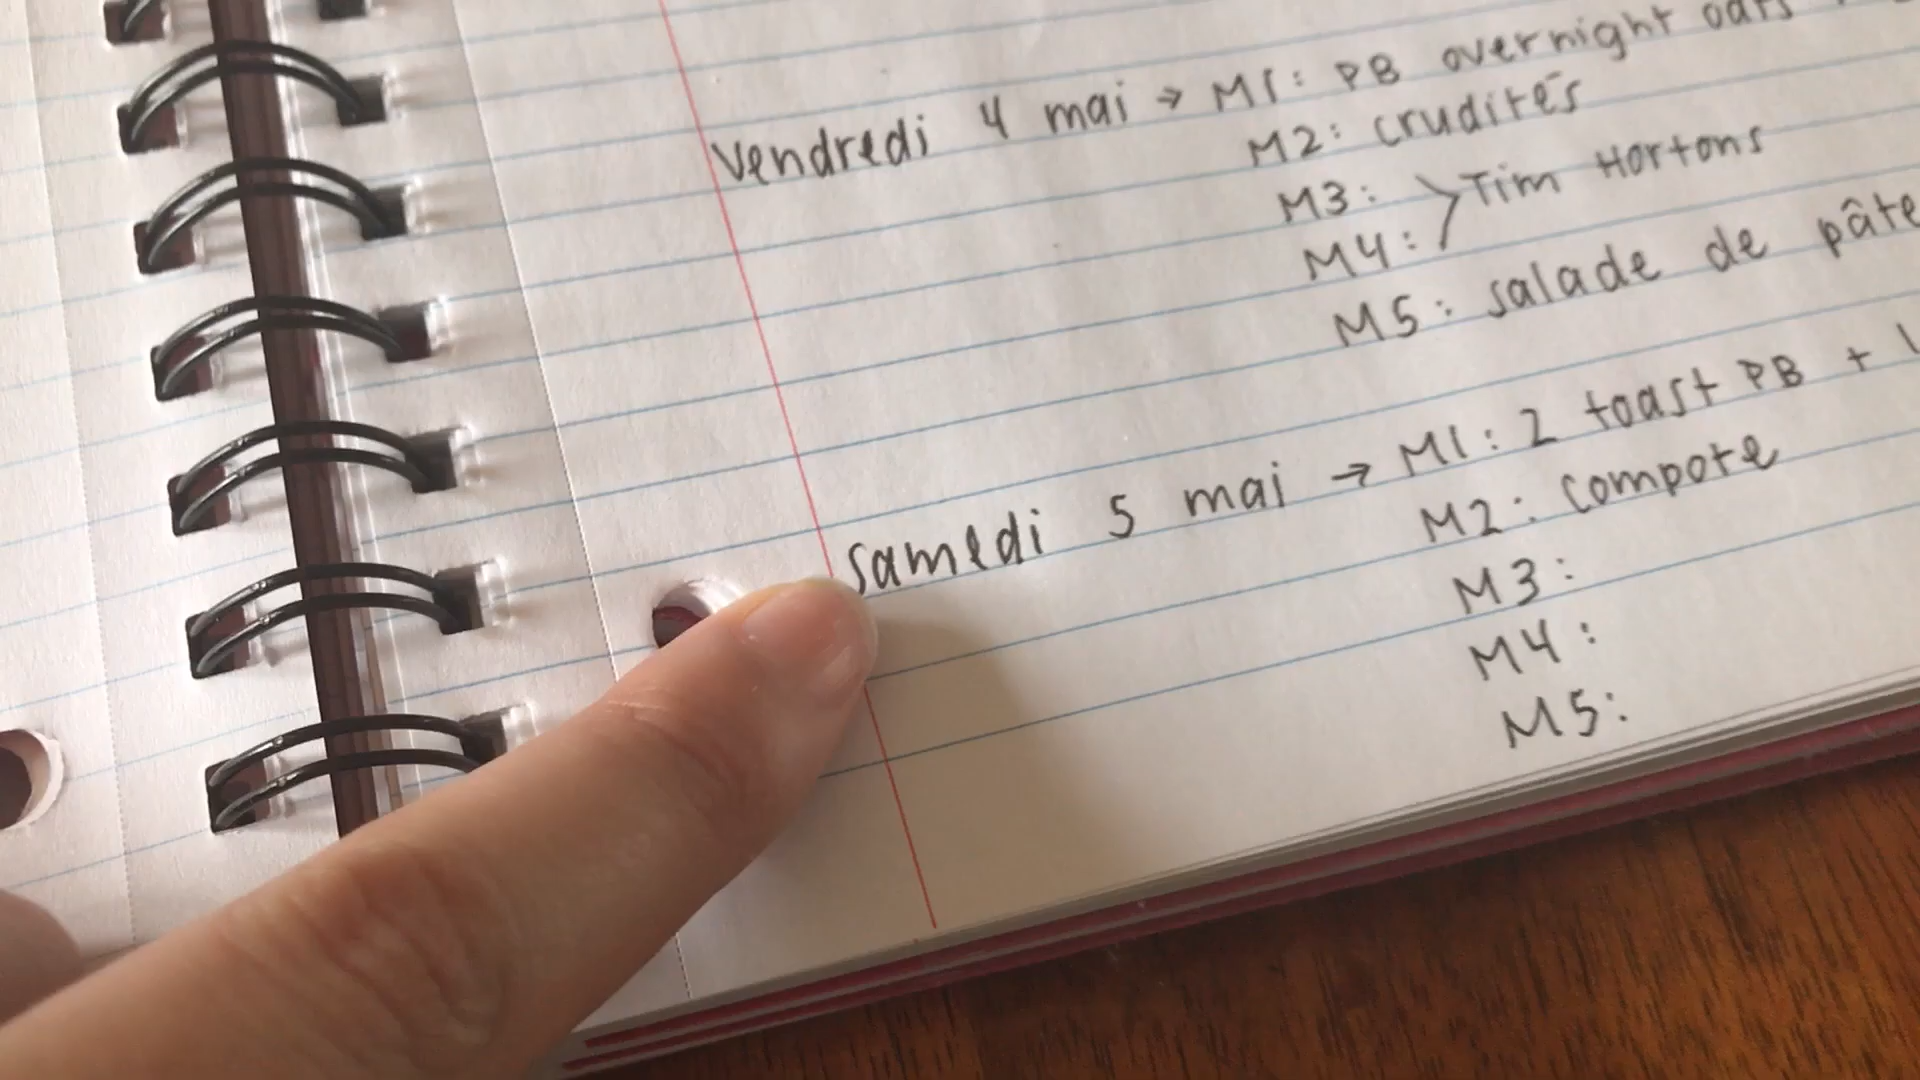 Vendredi 4 mai → M1: PB overnight oats
M2: crudités
M3: > Tim Hortons
M4:
M5: salade de pâte
Samedi 5 mai → M1: 2 toast PB +
M2: compote
M3:
M4:
M5: